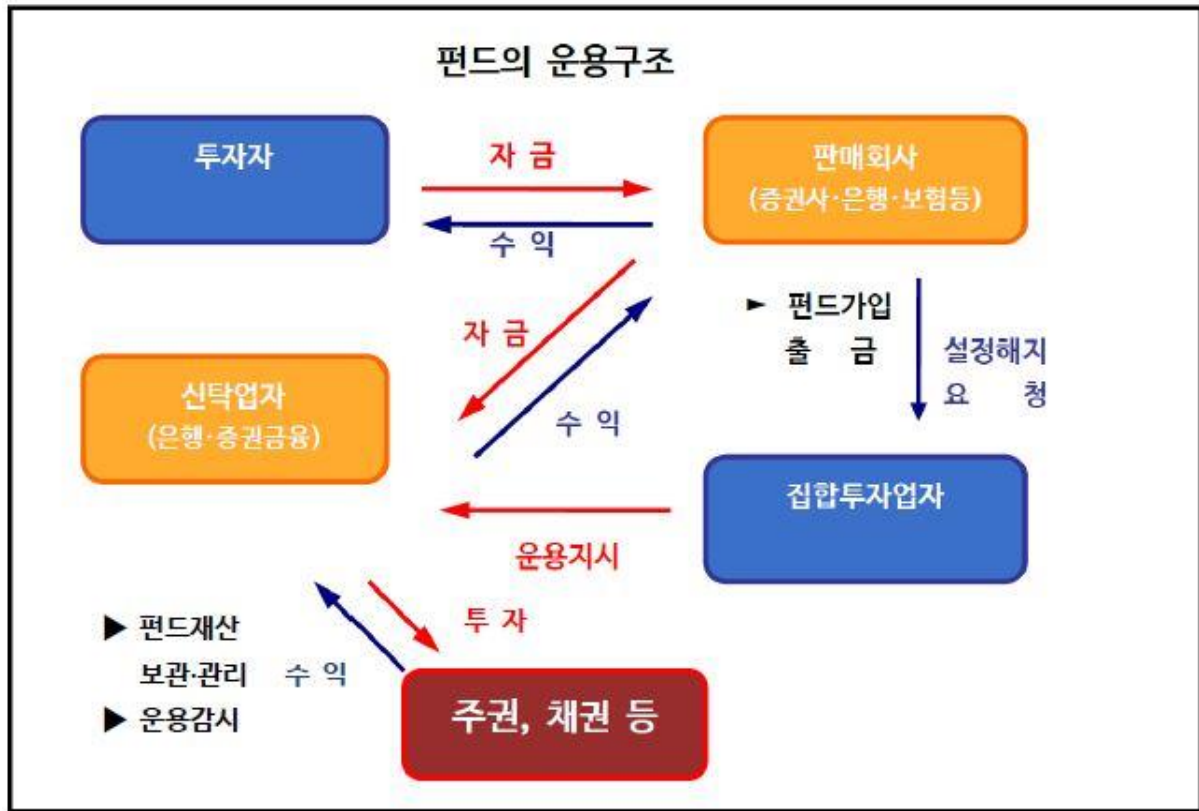 펀드의 운용구조
투자자
자 금
수 익
판매회사
(증권사·은행·보험등)
► 펀드가입
출 금
설정해지
요 청
자 금
수 익
신탁업자
(은행·증권금융)
집합투자업자
운용지시
투 자
▶ 펀드재산
보관·관리
▶ 운용감시
수 익
주권, 채권 등